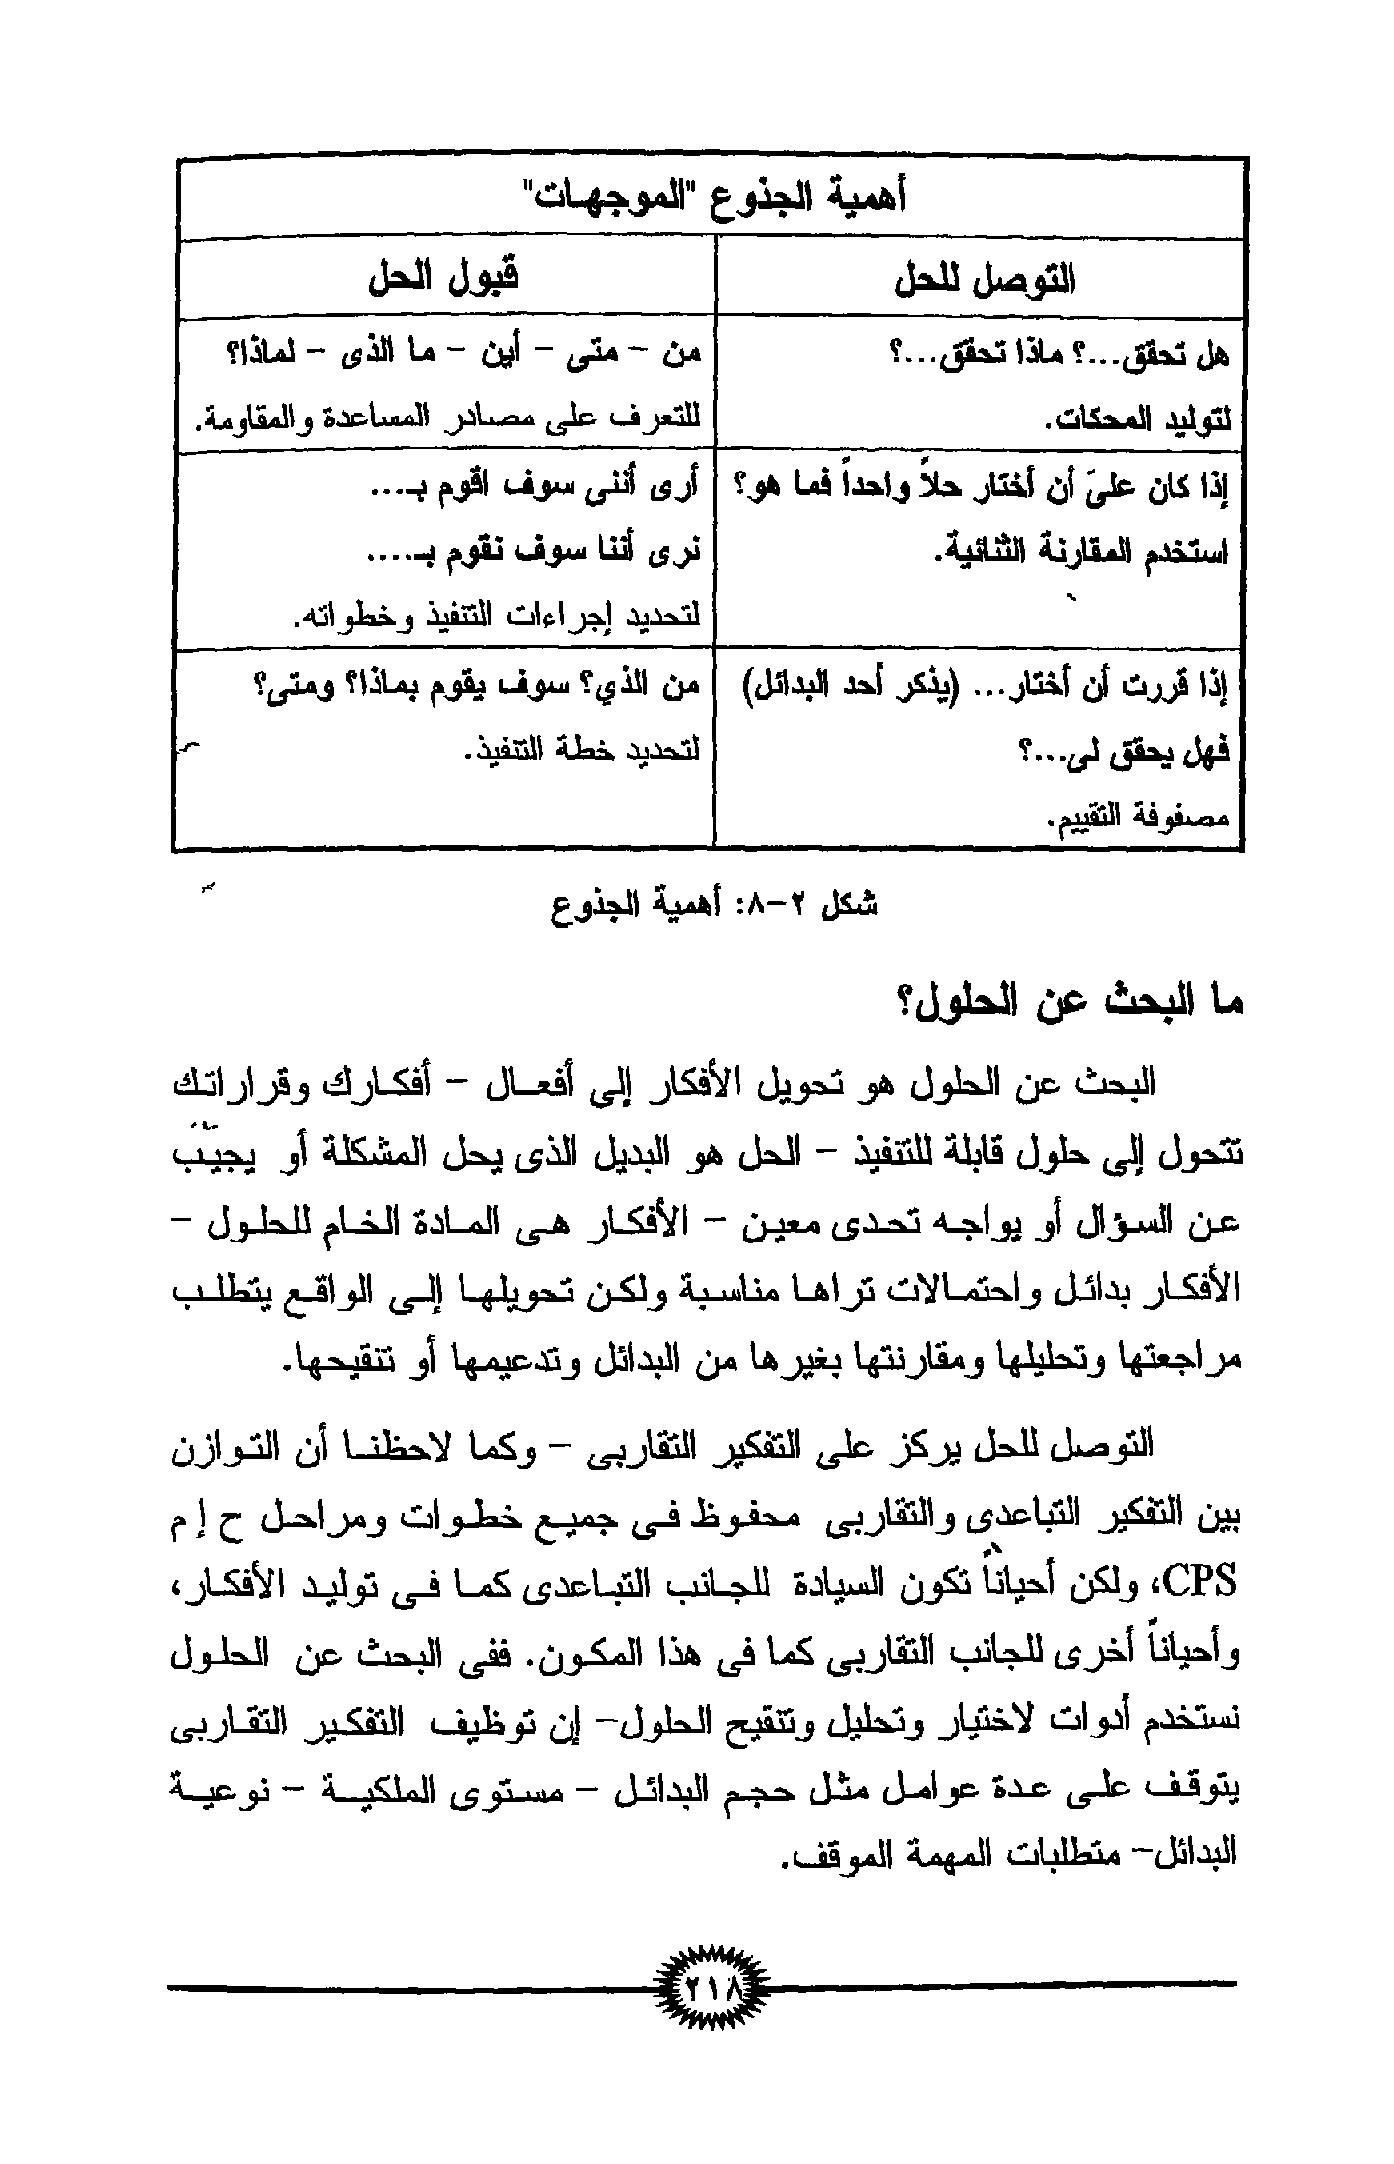 أهمية الجذوع "الموجهات"
التوصل للحل
قبول الحل
هل تحقق...؟ ماذا تحقق...؟
لتوليد المحكات.
من - متى - أين - ما الذى - لماذا؟
للتعرف على مصادر المساعدة والمقاومة.
إذا كان علىَ أن أختار حلاً واحداً فما هو؟
استخدم المقارنة الثنائية.
أرى أننى سوف اقوم بـ...
نرى أننا سوف نقوم بـ....
لتحديد إجراءات التنفيذ وخطواته.
إذا قررت أن أختار... (يذكر أحد البدائل)
فهل يحقق لى...؟
مصفوفة التقييم.
من الذي؟ سوف يقوم بماذا؟ ومتى؟
لتحديد خطة التنفيذ.
شكل ٢-٨: أهمية الجذوع
ما البحث عن الحلول؟
البحث عن الحلول هو تحويل الأفكار إلى أفعال - أفكارك وقراراتك
تتحول إلى حلول قابلة للتنفيذ - الحل هو البديل الذى يحل المشكلة أو يجيب
عن السؤال أو يواجه تحدى معين - الأفكار هى المادة الخام للحلول -
الأفكار بدائل واحتمالات تراها مناسبة ولكن تحويلها إلى الواقع يتطلب
مراجعتها وتحليلها ومقارنتها بغيرها من البدائل وتدعيمها أو تنقيحها.
التوصل للحل يركز على التفكير التقاربى - وكما لاحظنا أن التوازن
بين التفكير التباعدى والتقاربى محفوظ فى جميع خطوات ومراحل ح إ م
CPS، ولكن أحياناً تكون السيادة للجانب التباعدى كما فى توليد الأفكار،
وأحياناً أخرى للجانب التقاربى كما فى هذا المكون. ففى البحث عن الحلول
نستخدم أدوات لاختيار وتحليل وتنقيح الحلول- إن توظيف التفكير التقاربى
يتوقف على عدة عوامل مثل حجم البدائل - مستوى الملكية - نوعية
البدائل- متطلبات المهمة الموقف.
٢١٨